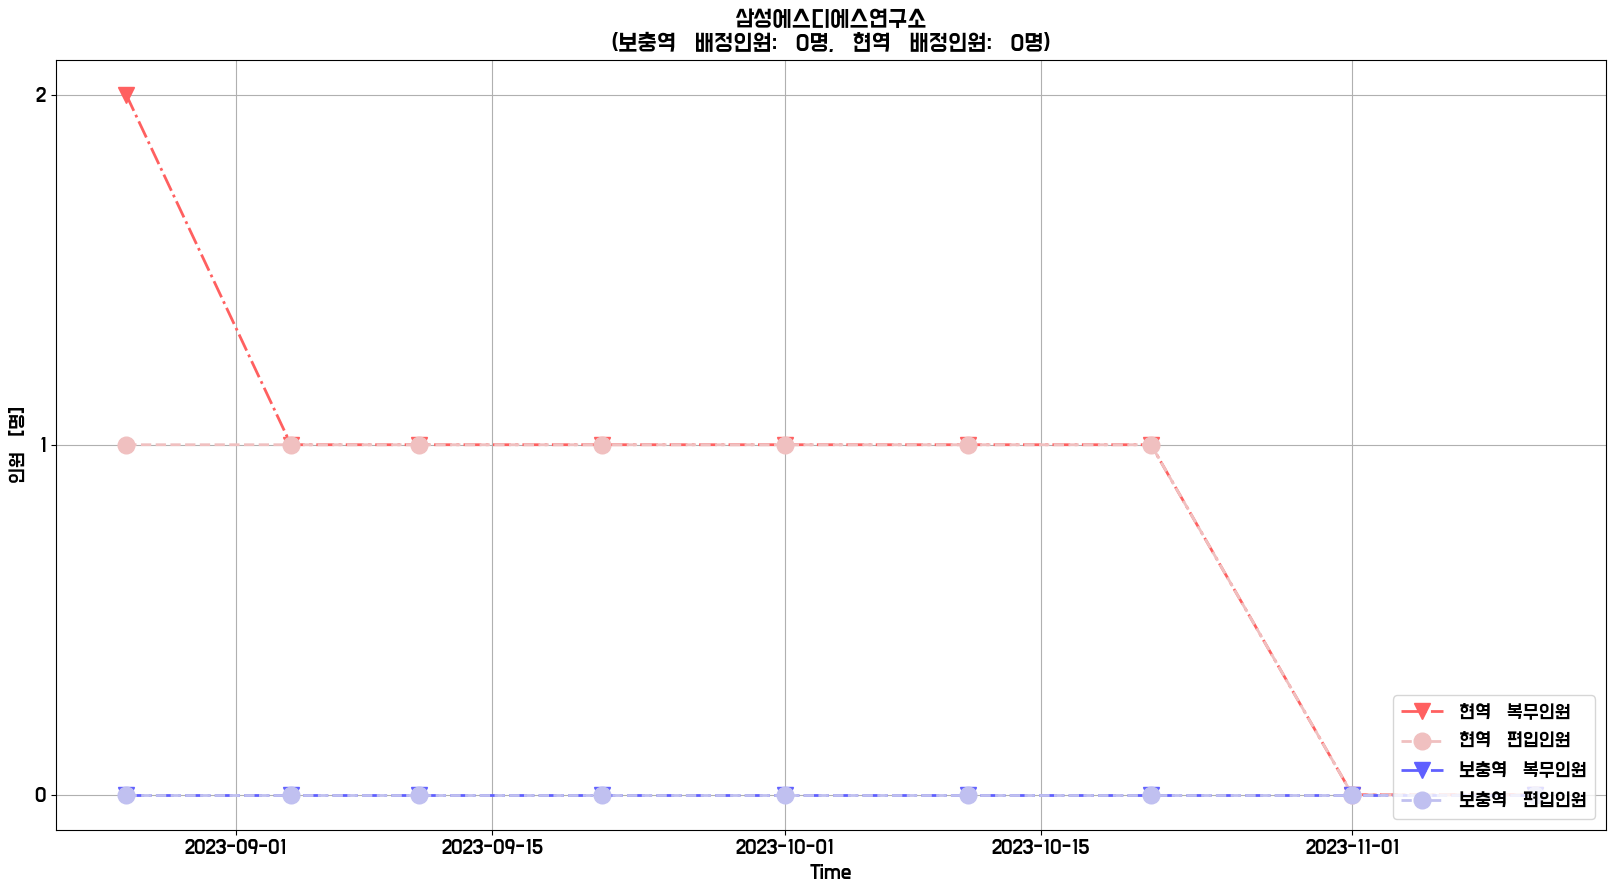 삼성에스디에스연구소
(보충역 배정인원: 0명, 현역 배정인원: 0명)
인원 [명]
2
1
0
현역 복무인원
현역 편입인원
보충역 복무인원
보충역 편입인원
2023-09-01
2023-09-15
2023-10-01
2023-10-15
2023-11-01
Time